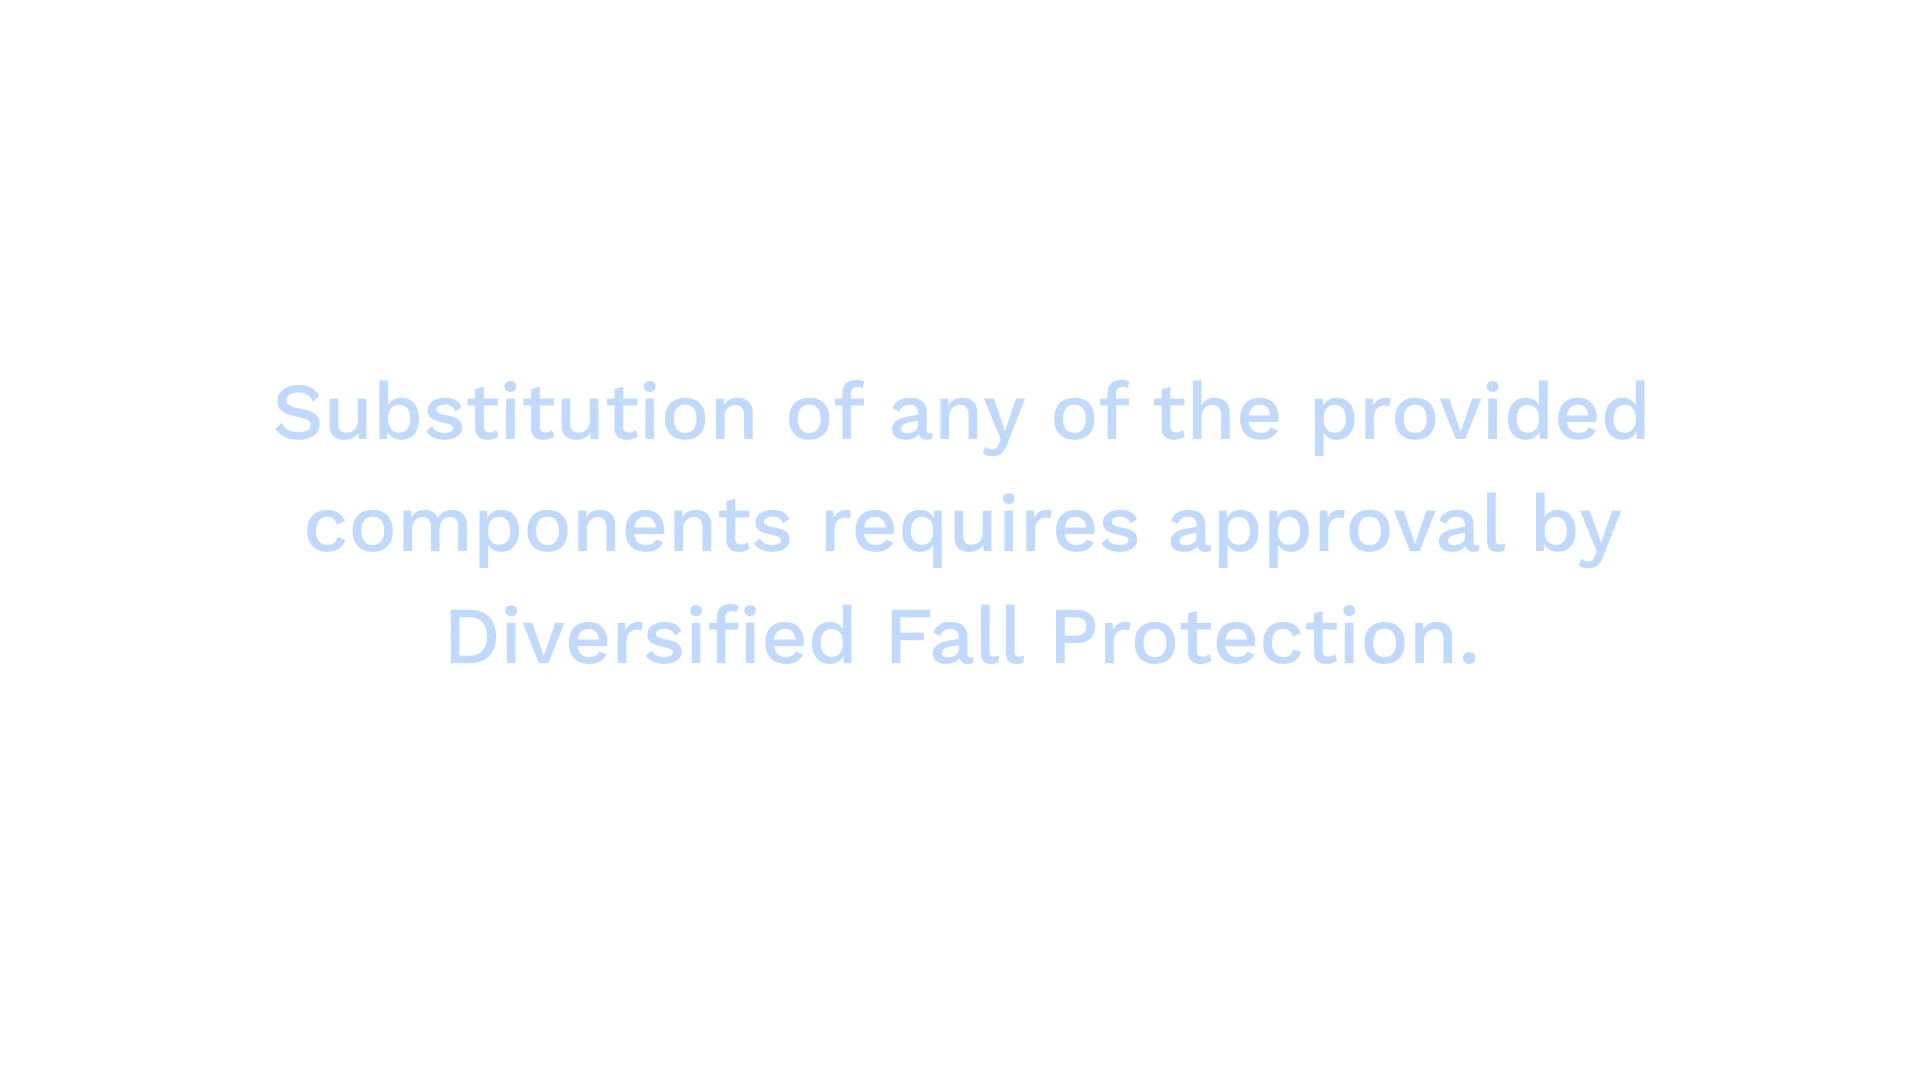 Substitution of any of the provided
components requires approval by
Diversified Fall Protection.